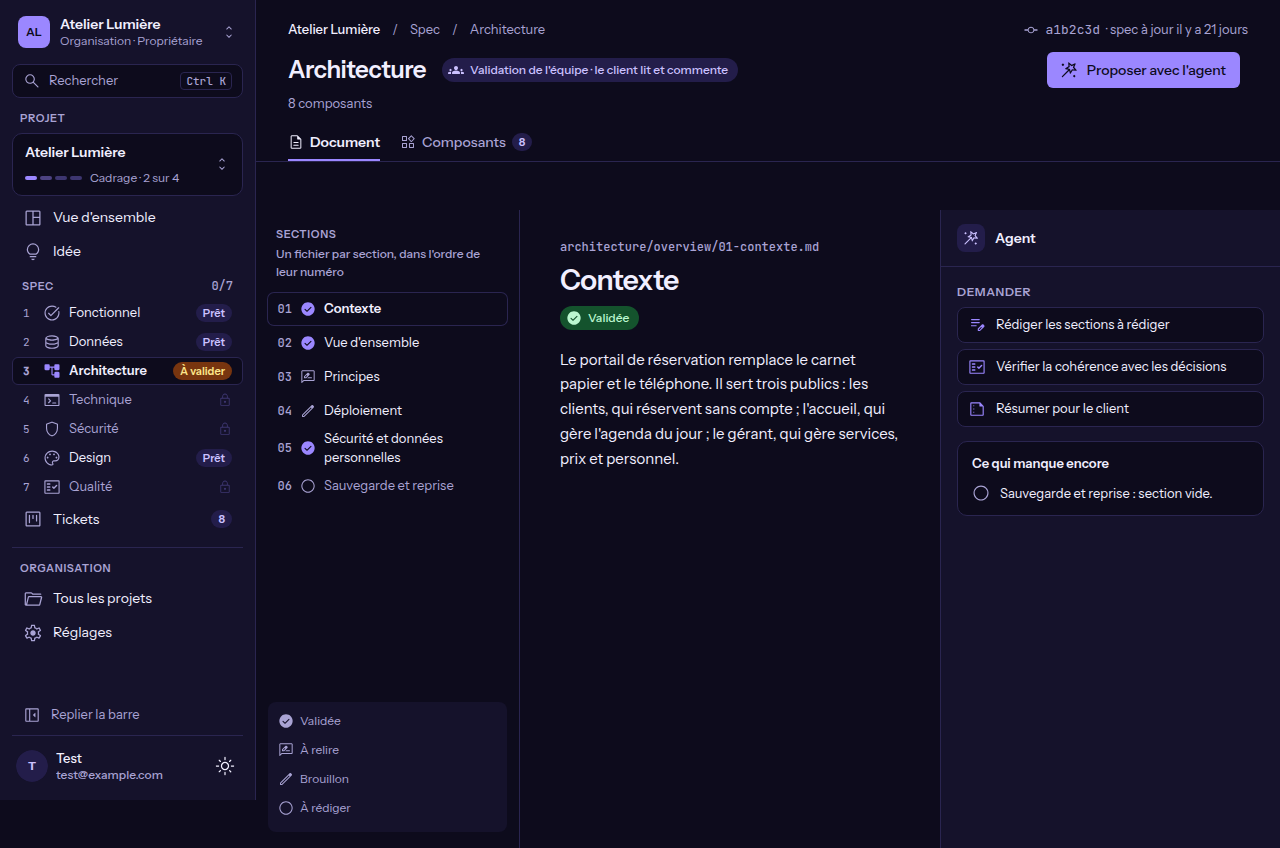 AL
Atelier Lumière
Organisation · Propriétaire
Rechercher
Ctrl K
PROJET
Atelier Lumière
Cadrage · 2 sur 4
Vue d'ensemble
Idée
SPEC 0/7
1 Fonctionnel Prêt
2 Données Prêt
3 Architecture À valider
4 Technique
5 Sécurité
6 Design Prêt
7 Qualité
Tickets 8
ORGANISATION
Tous les projets
Réglages
Replier la barre
T
Test
test@example.com
Atelier Lumière / Spec / Architecture
a1b2c3d · spec à jour il y a 21 jours
Architecture
Validation de l'équipe · le client lit et commente
Proposer avec l'agent
8 composants
Document
Composants 8
SECTIONS
Un fichier par section, dans l'ordre de
leur numéro
01 Contexte
02 Vue d'ensemble
03 Principes
04 Déploiement
05 Sécurité et données
personnelles
06 Sauvegarde et reprise
Validée
À relire
Brouillon
À rédiger
architecture/overview/01-contexte.md
Contexte
Validée
Le portail de réservation remplace le carnet
papier et le téléphone. Il sert trois publics : les
clients, qui réservent sans compte ; l'accueil, qui
gère l'agenda du jour ; le gérant, qui gère services,
prix et personnel.
Agent
DEMANDER
Rédiger les sections à rédiger
Vérifier la cohérence avec les décisions
Résumer pour le client
Ce qui manque encore
Sauvegarde et reprise : section vide.